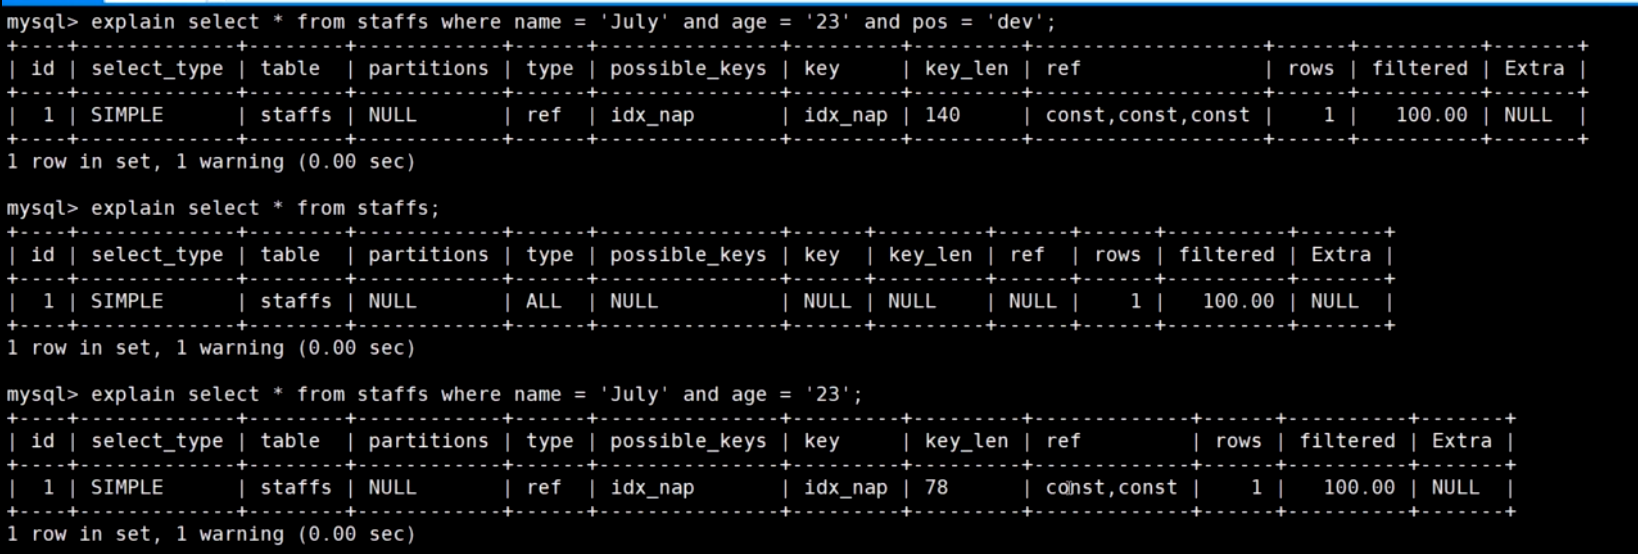 mysql> explain select * from staffs where name = 'July' and age = '23' and pos = 'dev';
+----+-------------+--------+------------+------+---------------+---------+---------+-------------------+------+----------+-------+
| id | select_type | table  | partitions | type | possible_keys | key     | key_len | ref               | rows | filtered | Extra |
+----+-------------+--------+------------+------+---------------+---------+---------+-------------------+------+----------+-------+
|  1 | SIMPLE      | staffs | NULL       | ref  | idx_nap       | idx_nap | 140     | const,const,const |    1 |   100.00 | NULL  |
+----+-------------+--------+------------+------+---------------+---------+---------+-------------------+------+----------+-------+
1 row in set, 1 warning (0.00 sec)
mysql> explain select * from staffs;
+----+-------------+--------+------------+------+---------------+------+---------+------+------+----------+-------+
| id | select_type | table  | partitions | type | possible_keys | key  | key_len | ref  | rows | filtered | Extra |
+----+-------------+--------+------------+------+---------------+------+---------+------+------+----------+-------+
|  1 | SIMPLE      | staffs | NULL       | ALL  | NULL          | NULL | NULL    | NULL |    1 |   100.00 | NULL  |
+----+-------------+--------+------------+------+---------------+------+---------+------+------+----------+-------+
1 row in set, 1 warning (0.00 sec)
mysql> explain select * from staffs where name = 'July' and age = '23';
+----+-------------+--------+------------+------+---------------+---------+---------+-------------+------+----------+-------+
| id | select_type | table  | partitions | type | possible_keys | key     | key_len | ref         | rows | filtered | Extra |
+----+-------------+--------+------------+------+---------------+---------+---------+-------------+------+----------+-------+
|  1 | SIMPLE      | staffs | NULL       | ref  | idx_nap       | idx_nap | 78      | const,const |    1 |   100.00 | NULL  |
+----+-------------+--------+------------+------+---------------+---------+---------+-------------+------+----------+-------+
1 row in set, 1 warning (0.00 sec)